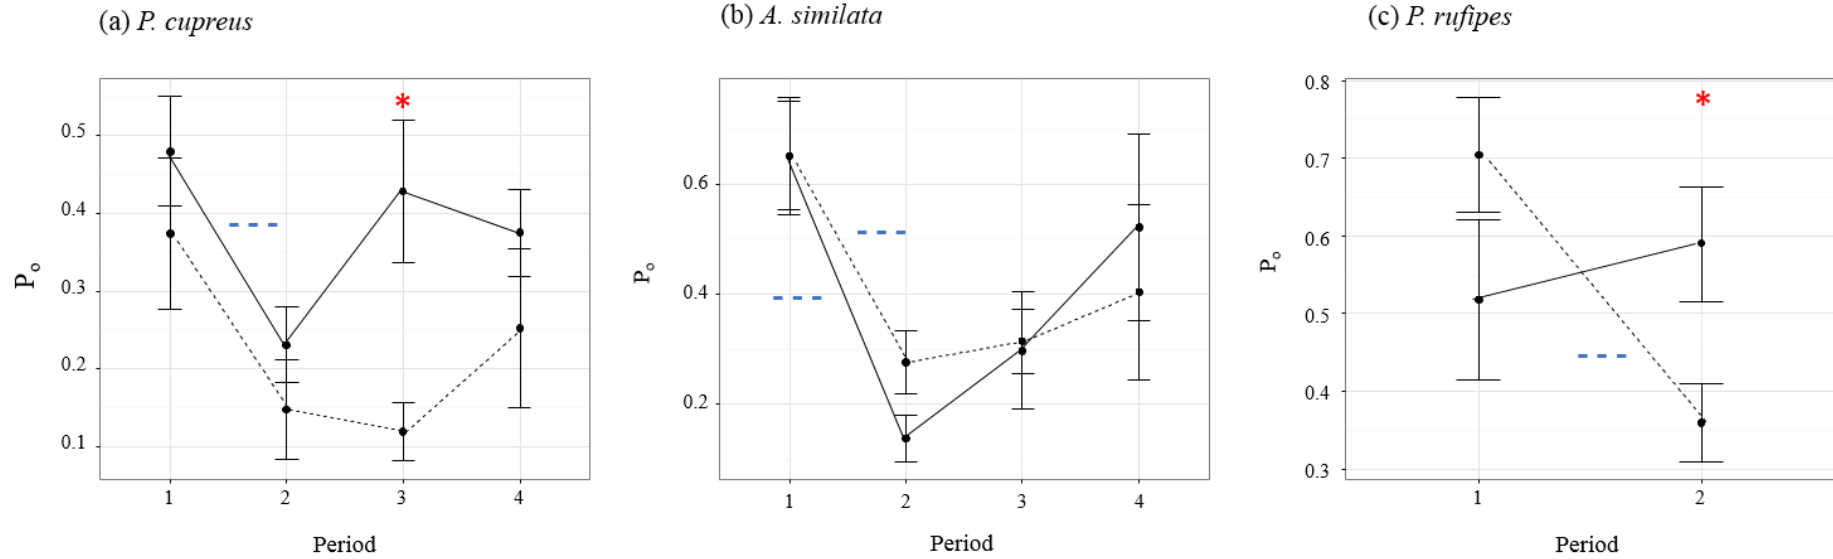 (a) P. cupreus
(b) A. similata
(c) P. rufipes
*
0.5
0.4
0.3
0.2
0.1
Po
1 2 3 4
Period
0.6
0.4
0.2
Po
1 2 3 4
Period
*
0.8
0.7
0.6
0.5
0.4
0.3
Po
1 2
Period